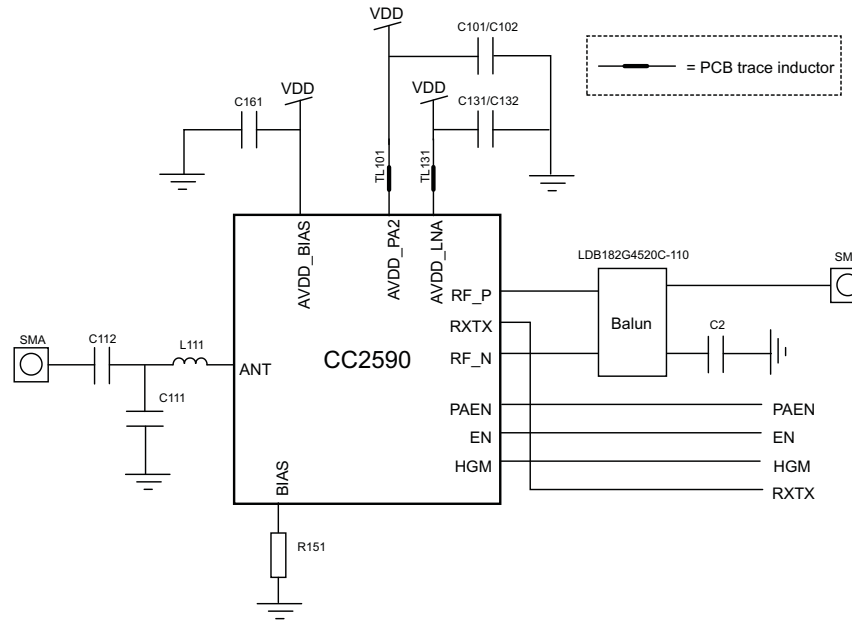 VDD
C101/C102
= PCB trace inductor
VDD
VDD
C161
C131/C132
TL101
TL131
AVDD_BIAS
AVDD_PA2
AVDD_LNA
LDB182G4520C-110
SM
RF_P
RXTX
Balun
C2
SMA
C112
L111
ANT
CC2590
RF_N
C111
PAEN
PAEN
EN
EN
HGM
HGM
BIAS
RXTX
R151